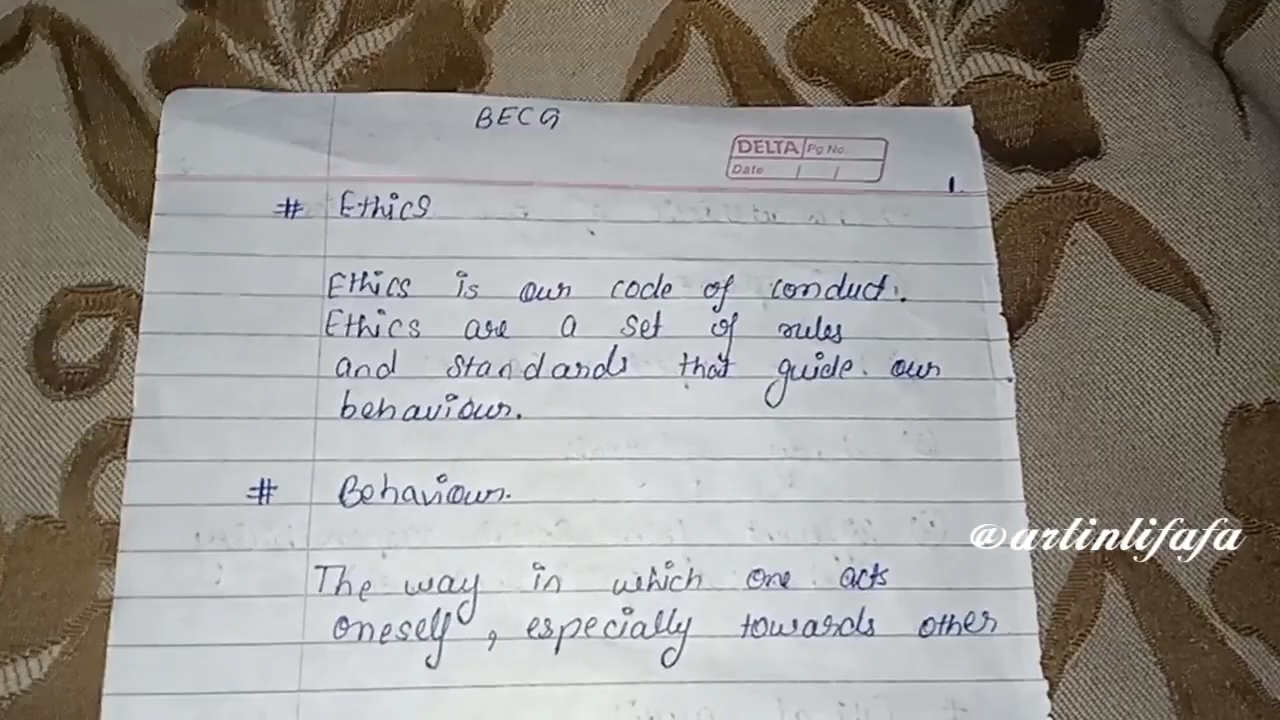 BECG
DELTA Pg No.
Date
1.
# Ethics
Ethics is our code of conduct.
Ethics are a set of rules
and standards that guide our
behaviour.
# Behaviour.
@artinlifafa
The way in which one acts
oneself, especially towards other